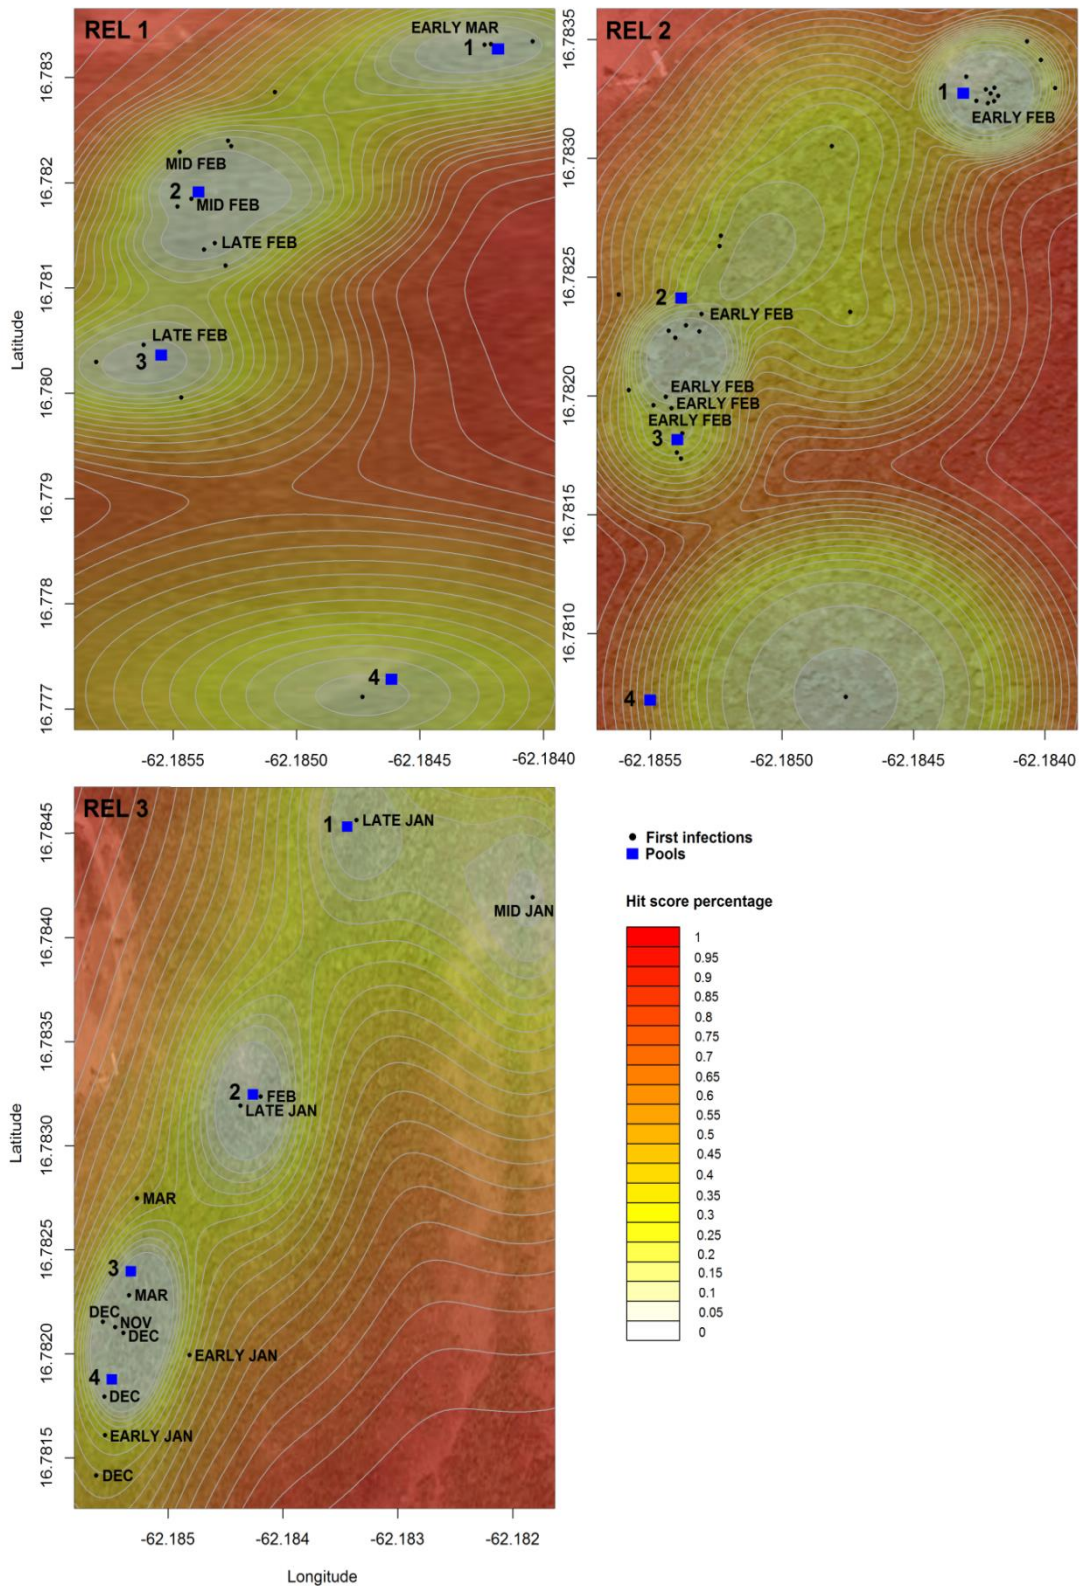 REL 1
EARLY MAR
1
MID FEB
2
MID FEB
LATE FEB
LATE FEB
3
4
16.783
16.782
16.781
16.780
16.779
16.778
16.777
Latitude
-62.1855
-62.1850
-62.1845
-62.1840
REL 2
1
EARLY FEB
2
EARLY FEB
EARLY FEB
EARLY FEB
EARLY FEB
3
4
16.7835
16.7830
16.7825
16.7820
16.7815
16.7810
-62.1855
-62.1850
-62.1845
-62.1840
REL 3
1
LATE JAN
MID JAN
2
FEB
LATE JAN
MAR
3
MAR
DEC
NOV
DEC
EARLY JAN
4
DEC
EARLY JAN
DEC
16.7845
16.7840
16.7835
16.7830
16.7825
16.7820
16.7815
Latitude
-62.185
-62.184
-62.183
-62.182
Longitude
First infections
Pools
Hit score percentage
1
0.95
0.9
0.85
0.8
0.75
0.7
0.65
0.6
0.55
0.5
0.45
0.4
0.35
0.3
0.25
0.2
0.15
0.1
0.05
0